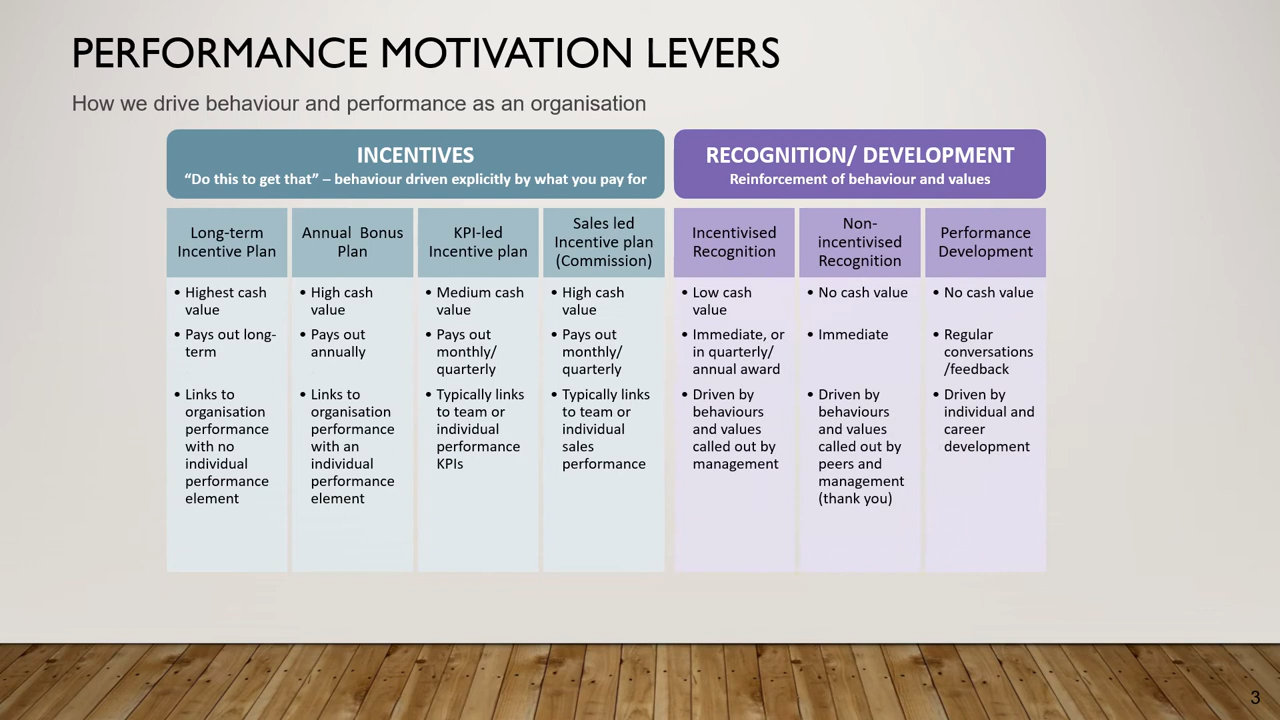 PERFORMANCE MOTIVATION LEVERS
How we drive behaviour and performance as an organisation
INCENTIVES
“Do this to get that” – behaviour driven explicitly by what you pay for
RECOGNITION/ DEVELOPMENT
Reinforcement of behaviour and values
Long-term
Incentive Plan
• Highest cash
value
• Pays out long-
term
• Links to
organisation
performance
with no
individual
performance
element
Annual Bonus
Plan
• High cash
value
• Pays out
annually
• Links to
organisation
performance
with an
individual
performance
element
KPI-led
Incentive plan
• Medium cash
value
• Pays out
monthly/
quarterly
• Typically links
to team or
individual
performance
KPIs
Sales led
Incentive plan
(Commission)
• High cash
value
• Pays out
monthly/
quarterly
• Typically links
to team or
individual
sales
performance
Incentivised
Recognition
• Low cash
value
• Immediate, or
in quarterly/
annual award
• Driven by
behaviours
and values
called out by
management
Non-
incentivised
Recognition
• No cash value
• Immediate
• Driven by
behaviours
and values
called out by
peers and
management
(thank you)
Performance
Development
• No cash value
• Regular
conversations
/feedback
• Driven by
individual and
career
development
3